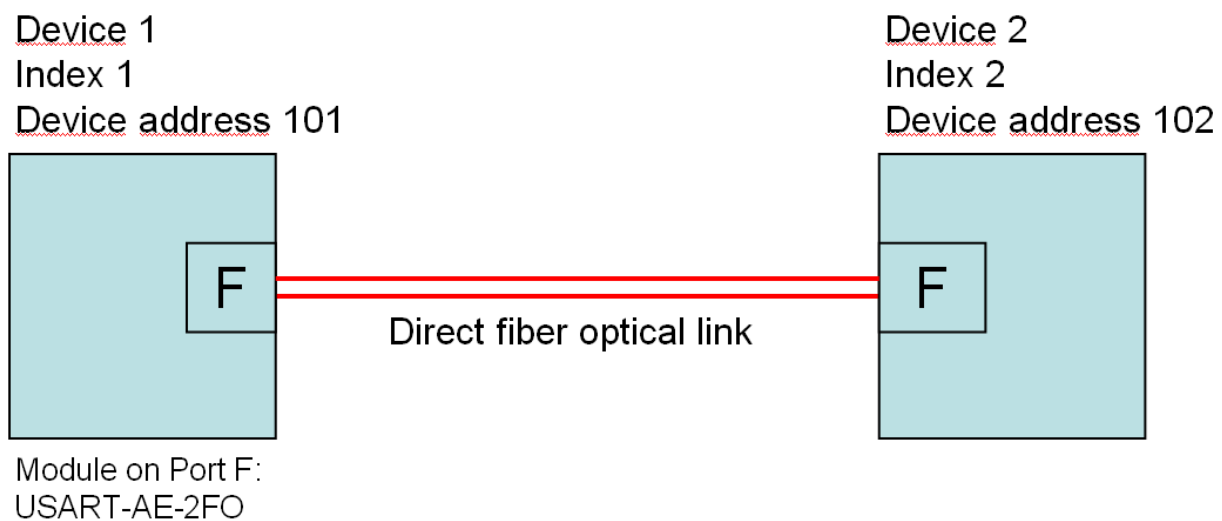 Device 1
Index 1
Device address 101
Device 2
Index 2
Device address 102
F
F
Direct fiber optical link
Module on Port F:
USART-AE-2FO